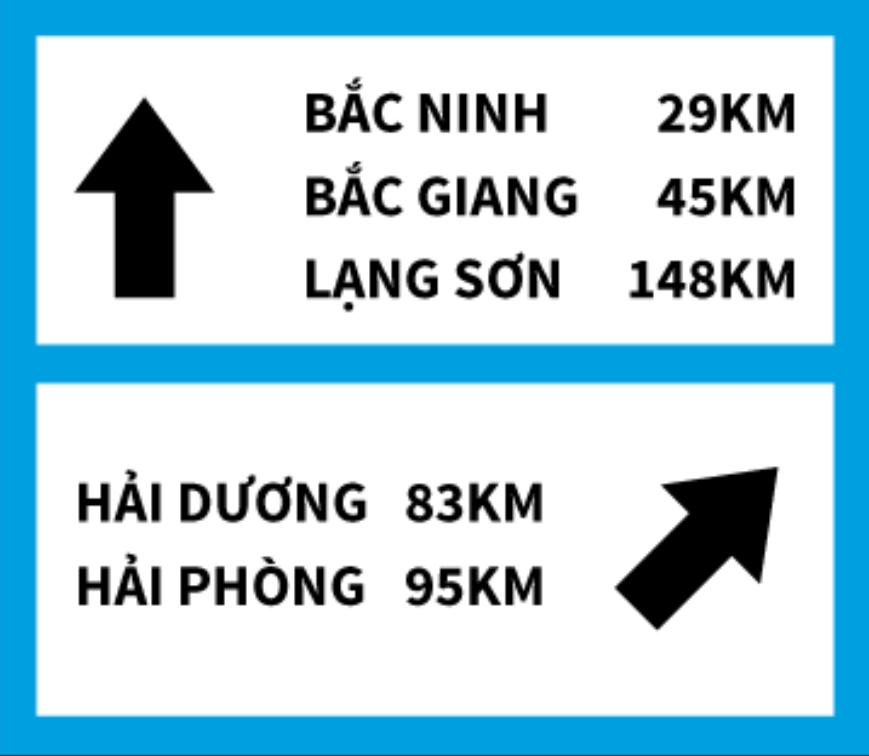 BẮC NINH 29KM
BẮC GIANG 45KM
LẠNG SƠN 148KM
HẢI DƯƠNG 83KM
HẢI PHÒNG 95KM